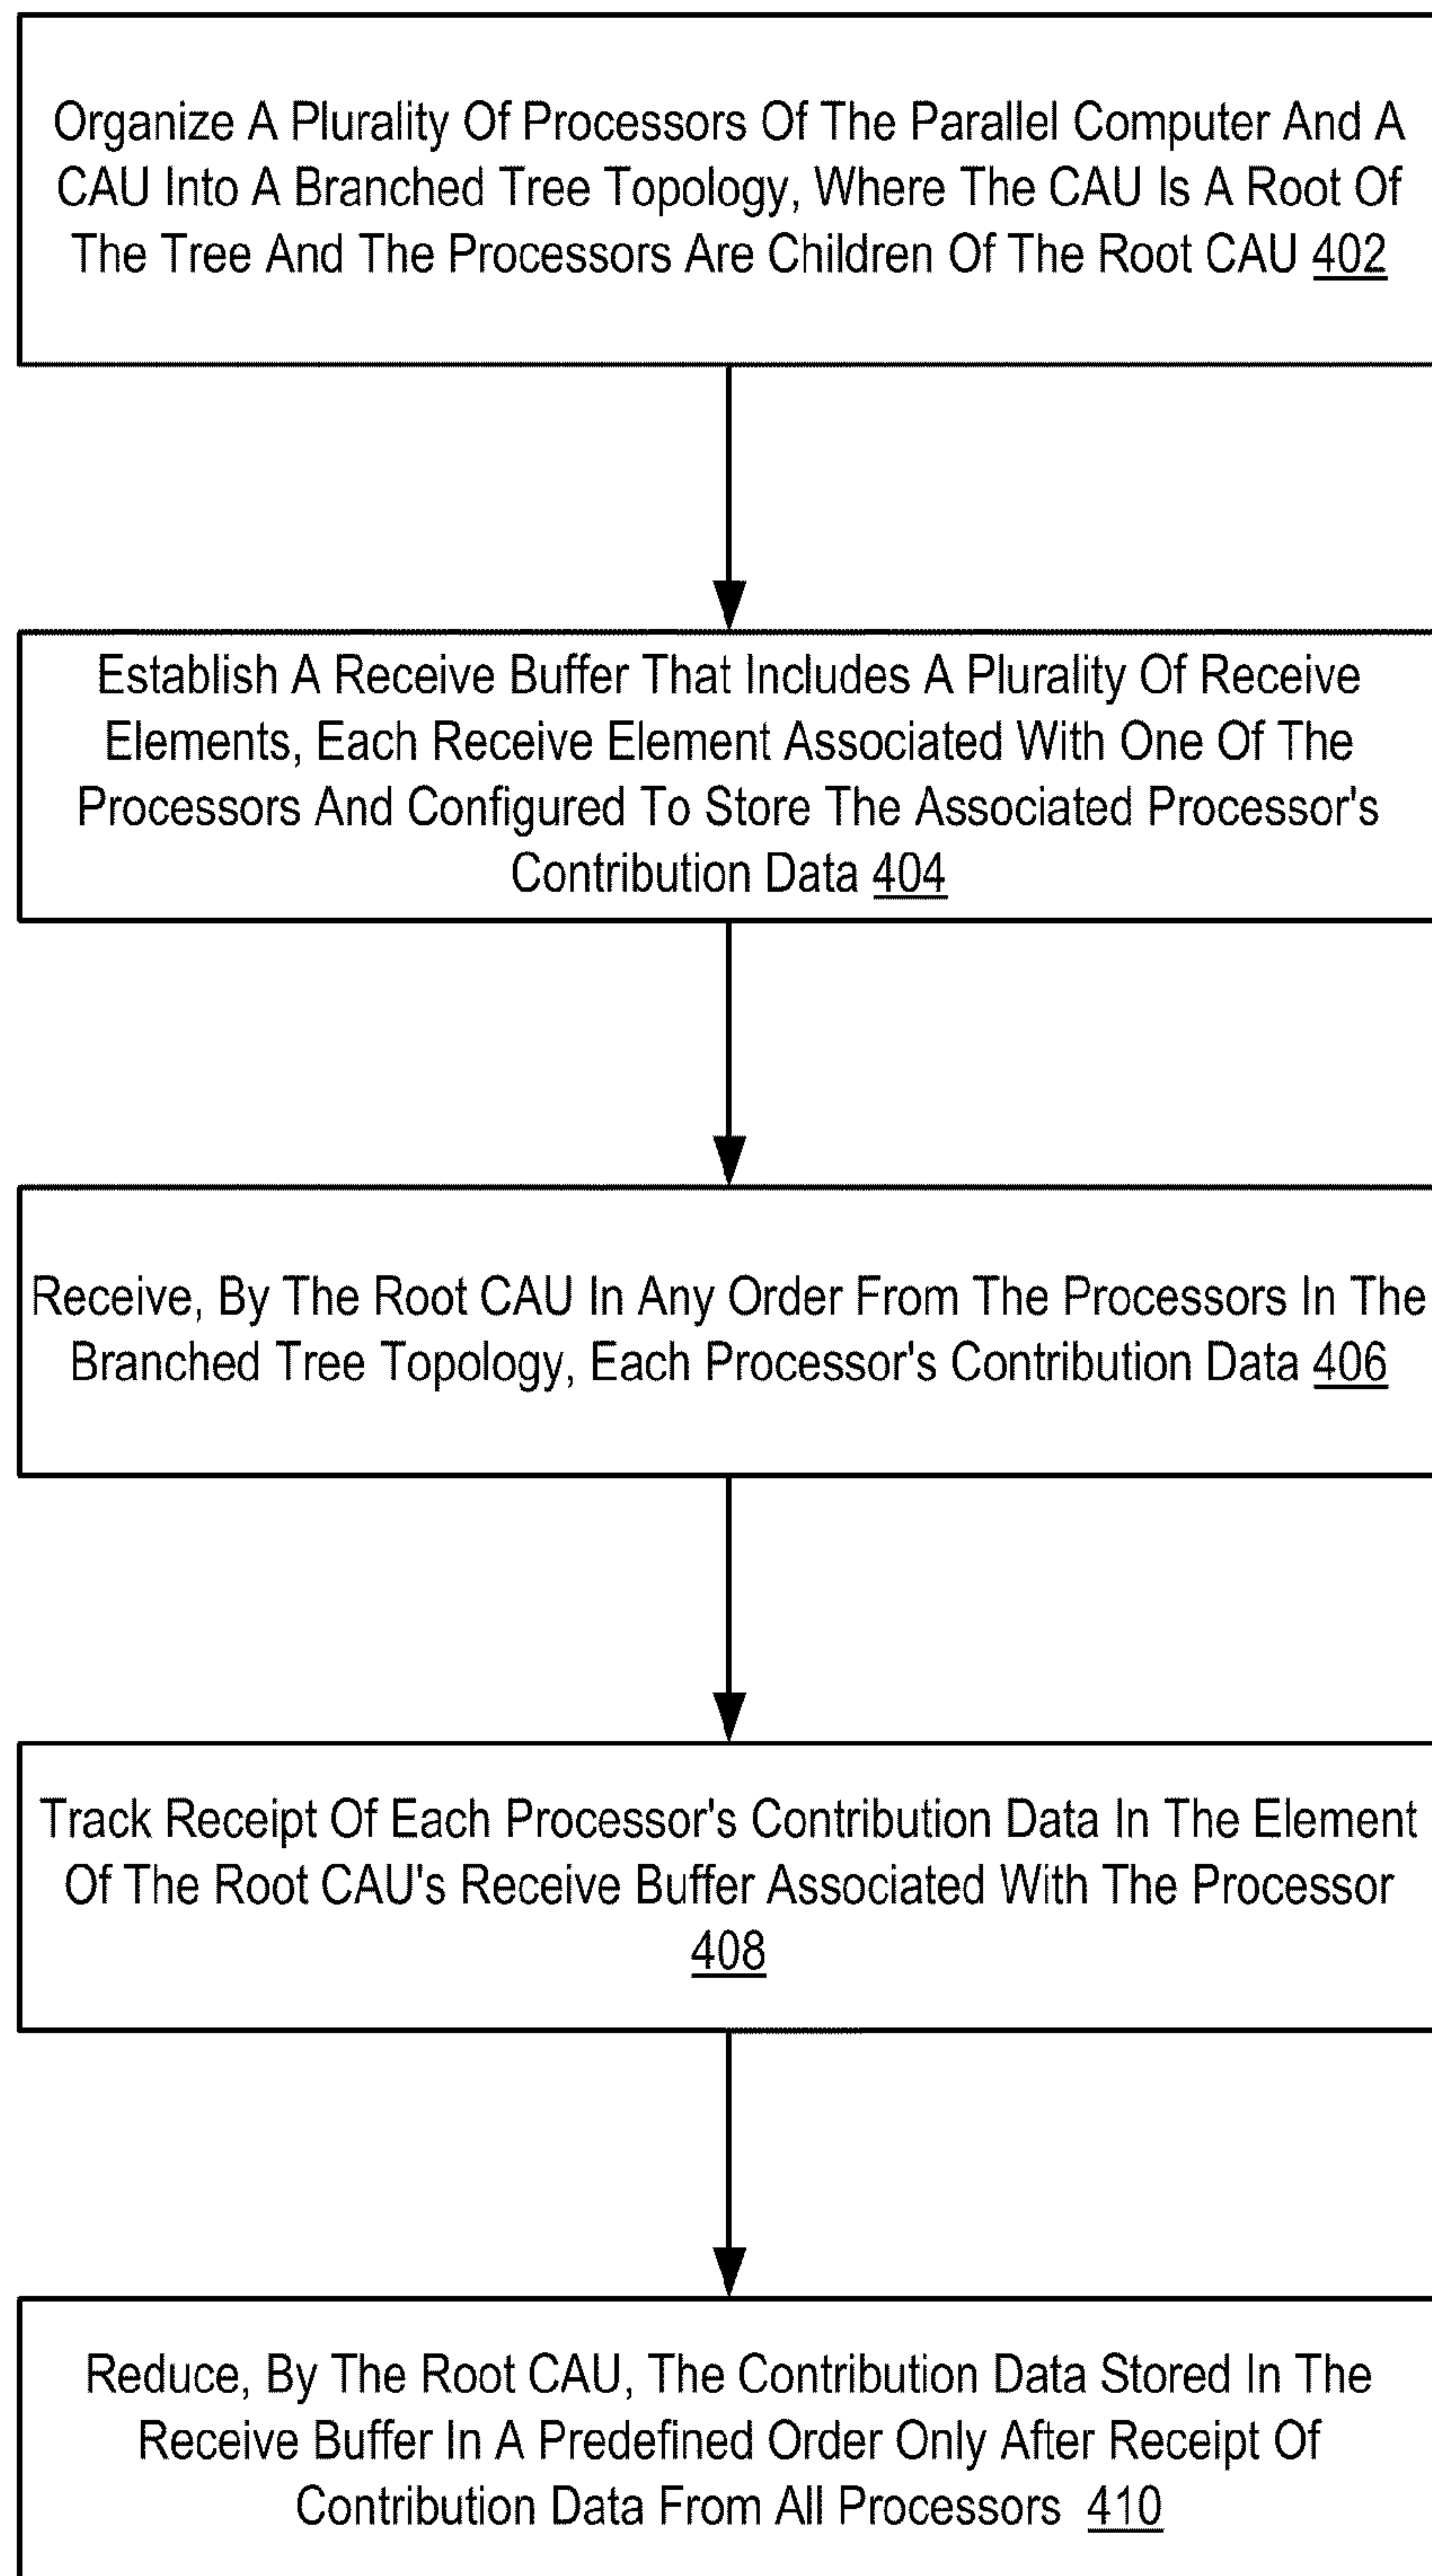 Organize A Plurality Of Processors Of The Parallel Computer And A
CAU Into A Branched Tree Topology, Where The CAU Is A Root Of
The Tree And The Processors Are Children Of The Root CAU 402
Establish A Receive Buffer That Includes A Plurality Of Receive
Elements, Each Receive Element Associated With One Of The
Processors And Configured To Store The Associated Processor's
Contribution Data 404
Receive, By The Root CAU In Any Order From The Processors In The
Branched Tree Topology, Each Processor's Contribution Data 406
Track Receipt Of Each Processor's Contribution Data In The Element
Of The Root CAU's Receive Buffer Associated With The Processor
408
Reduce, By The Root CAU, The Contribution Data Stored In The
Receive Buffer In A Predefined Order Only After Receipt Of
Contribution Data From All Processors 410